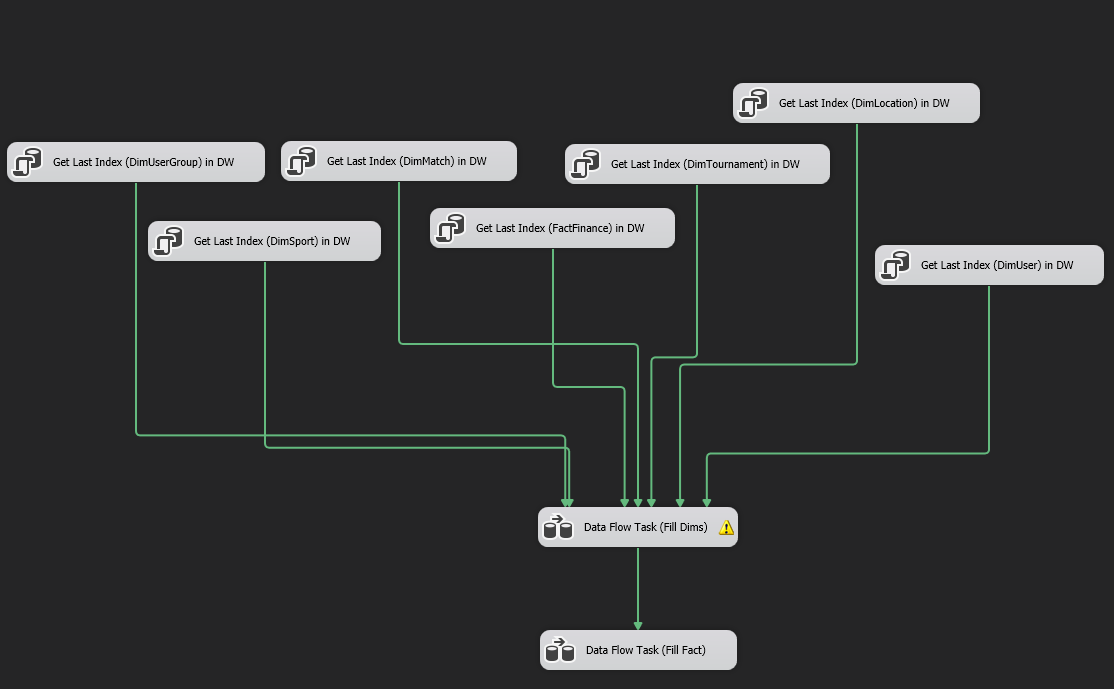 Get Last Index (DimLocation) in DW
Get Last Index (DimUserGroup) in DW
Get Last Index (DimMatch) in DW
Get Last Index (DimTournament) in DW
Get Last Index (FactFinance) in DW
Get Last Index (DimSport) in DW
Get Last Index (DimUser) in DW
Data Flow Task (Fill Dims)
Data Flow Task (Fill Fact)